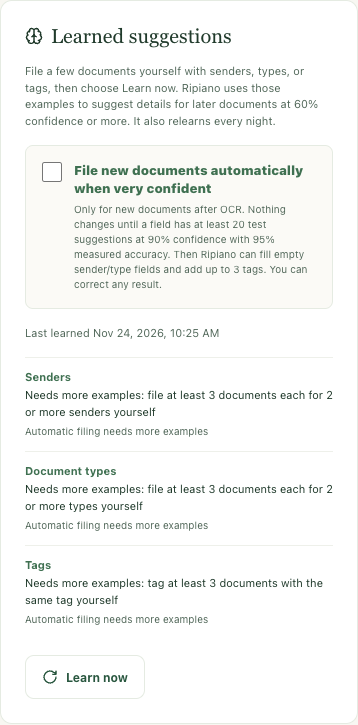 Learned suggestions
File a few documents yourself with senders, types, or
tags, then choose Learn now. Ripiano uses those
examples to suggest details for later documents at 60%
confidence or more. It also relearns every night.
File new documents automatically
when very confident
Only for new documents after OCR. Nothing
changes until a field has at least 20 test
suggestions at 90% confidence with 95%
measured accuracy. Then Ripiano can fill empty
sender/type fields and add up to 3 tags. You can
correct any result.
Last learned Nov 24, 2026, 10:25 AM
Senders
Needs more examples: file at least 3 documents each for 2
or more senders yourself
Automatic filing needs more examples
Document types
Needs more examples: file at least 3 documents each for 2
or more types yourself
Automatic filing needs more examples
Tags
Needs more examples: tag at least 3 documents with the
same tag yourself
Automatic filing needs more examples
Learn now